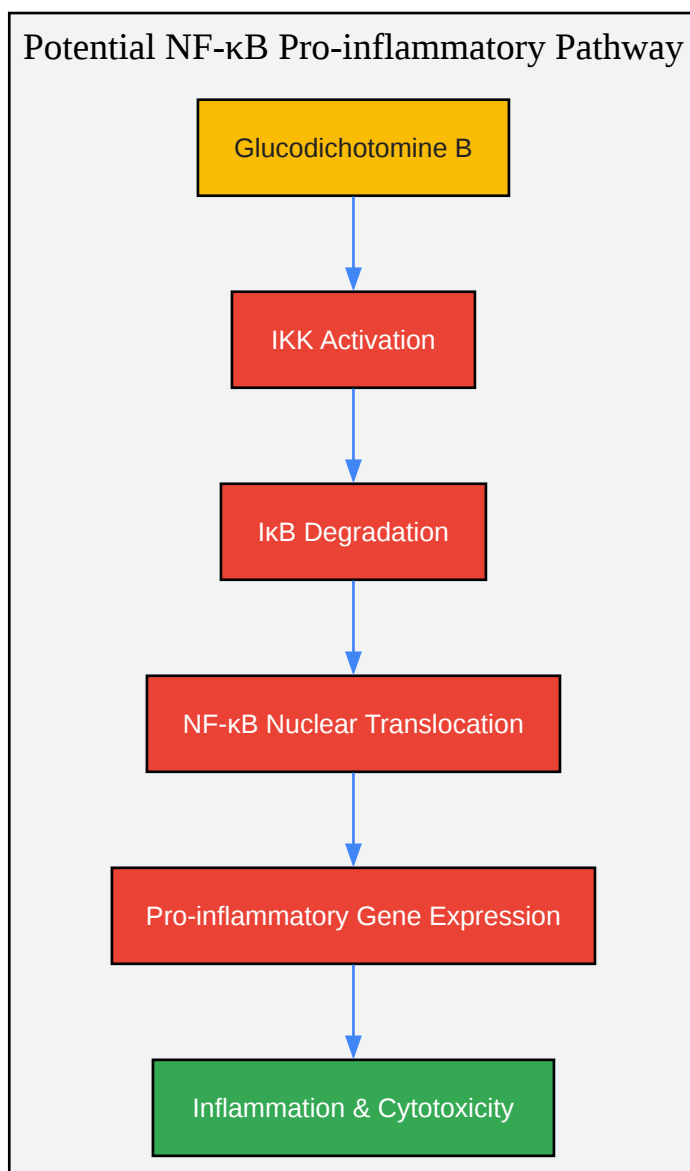 Potential NF-κB Pro-inflammatory Pathway
Glucodichotomine B
IKK Activation
IκB Degradation
NF-κB Nuclear Translocation
Pro-inflammatory Gene Expression
Inflammation & Cytotoxicity